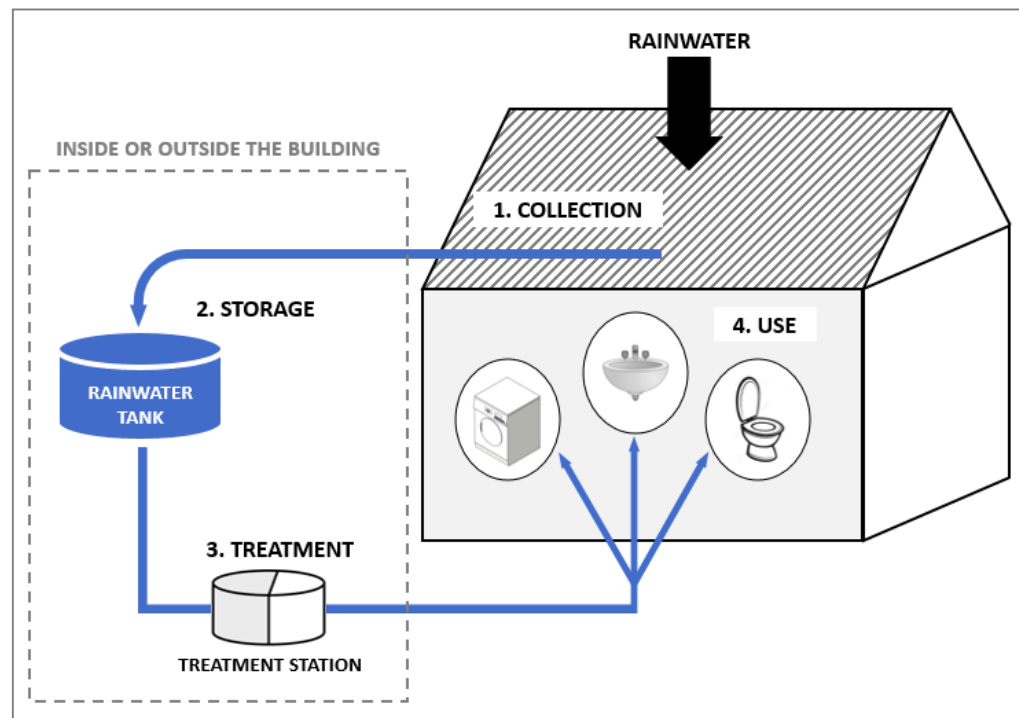 RAINWATER
INSIDE OR OUTSIDE THE BUILDING
1. COLLECTION
2. STORAGE
4. USE
RAINWATER
TANK
3. TREATMENT
TREATMENT STATION